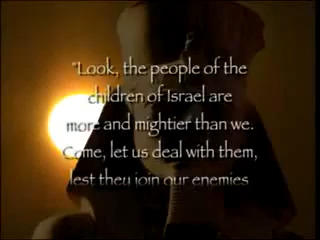 "Look, the people of the
children of Israel are
more and mightier than we.
Come, let us deal with them,
lest they join our enemies